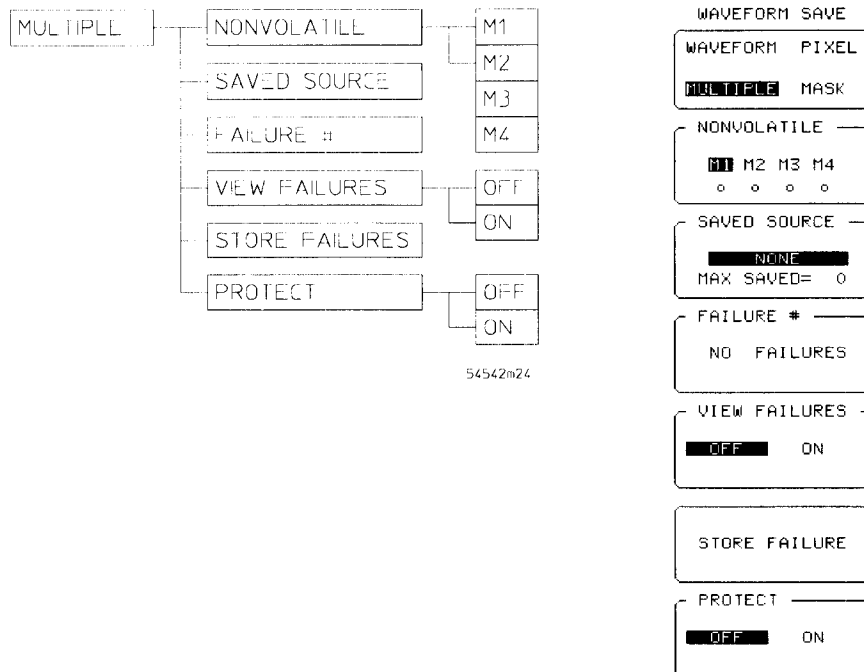 MULTIPLE
NONVOLATILE
M1
M2
M3
M4
SAVED SOURCE
FAILURE #
VIEW FAILURES
OFF
ON
STORE FAILURES
PROTECT
OFF
ON
54542m24
WAVEFORM SAVE
WAVEFORM PIXEL
MULTIPLE MASK
NONVOLATILE
M1 M2 M3 M4
o o o o
SAVED SOURCE
NONE
MAX SAVED= 0
FAILURE #
NO FAILURES
VIEW FAILURES
OFF ON
STORE FAILURE
PROTECT
OFF ON